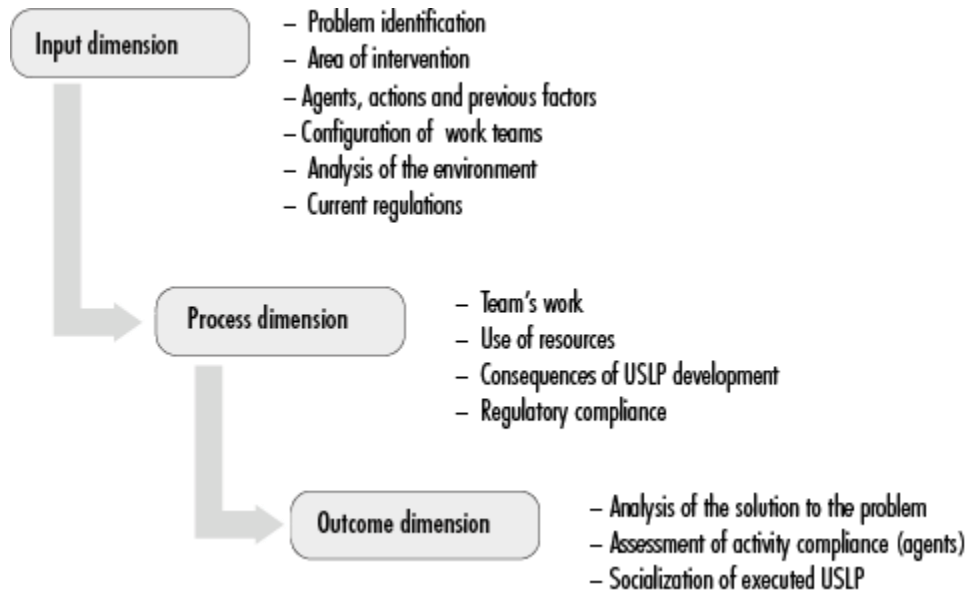 Input dimension
– Problem identification
– Area of intervention
– Agents, actions and previous factors
– Configuration of work teams
– Analysis of the environment
– Current regulations
Process dimension
– Team's work
– Use of resources
– Consequences of USLP development
– Regulatory compliance
Outcome dimension
– Analysis of the solution to the problem
– Assessment of activity compliance (agents)
– Socialization of executed USLP